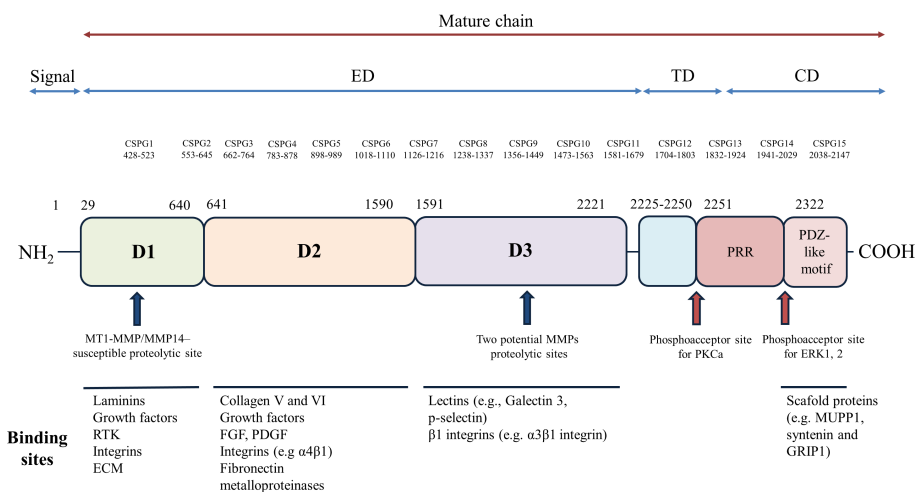 Mature chain
Signal ED TD CD
CSPG1 CSPG2 CSPG3 CSPG4 CSPG5 CSPG6 CSPG7 CSPG8 CSPG9 CSPG10 CSPG11 CSPG12 CSPG13 CSPG14 CSPG15
428-523 553-645 662-764 783-878 898-989 1018-1110 1126-1216 1238-1337 1356-1449 1473-1563 1581-1679 1704-1803 1832-1924 1941-2029 2038-2147
1 29 640 641 1590 1591 2221 2225-2250 2251 2322
NH₂ D1 D2 D3 PRR PDZ-
like
motif COOH
MT1-MMP/MMP14–
susceptible proteolytic site
Two potential MMPs
proteolytic sites
Phosphoacceptor site
for PKCa
Phosphoacceptor site
for ERK1, 2
Binding
sites
Laminins
Growth factors
RTK
Integrins
ECM
Collagen V and VI
Growth factors
FGF, PDGF
Integrins (e.g α4β1)
Fibronectin
metalloproteinases
Lectins (e.g., Galectin 3,
p-selectin)
β1 integrins (e.g. α3β1 integrin)
Scafold proteins
(e.g. MUPP1,
syntenin and
GRIP1)